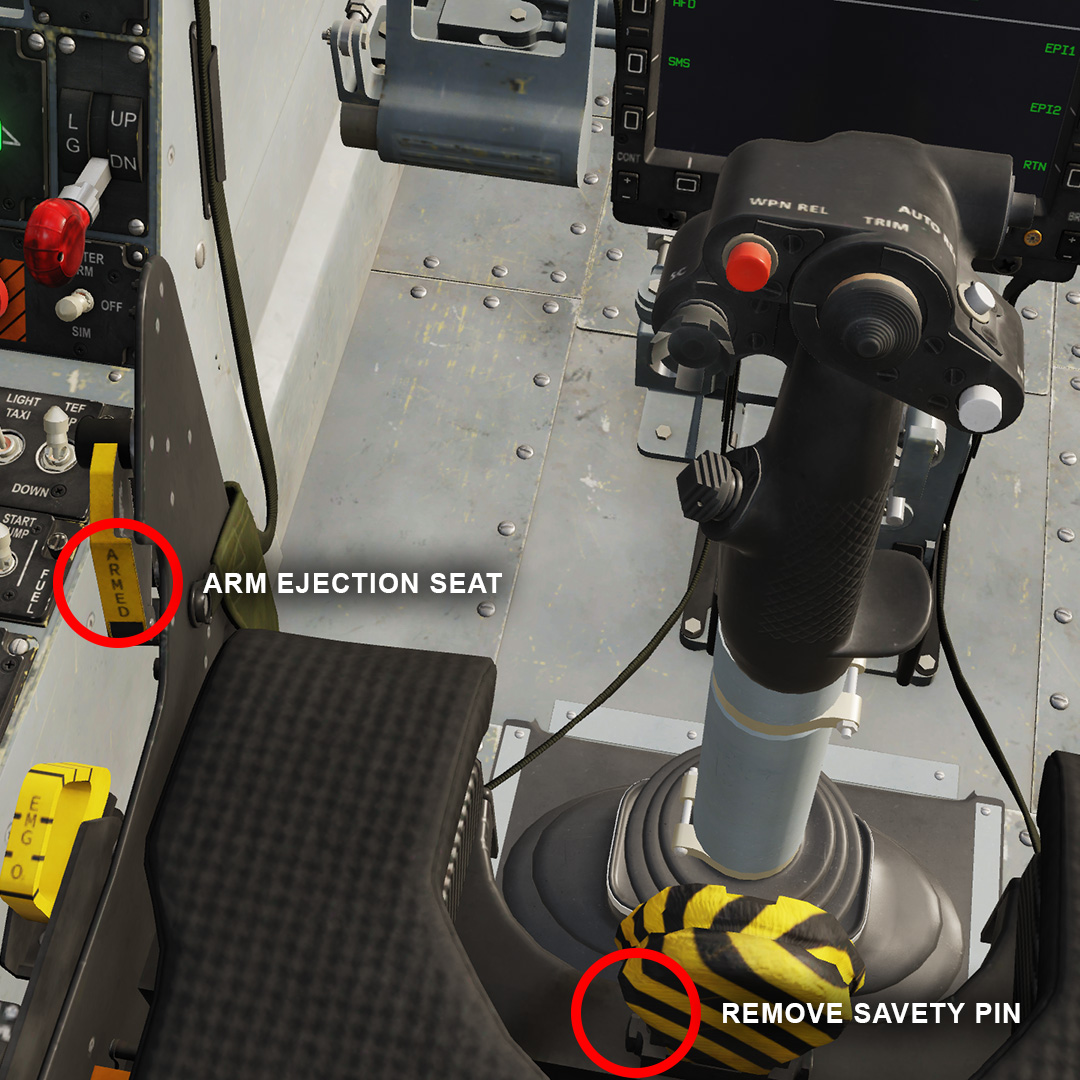 AFD
SMS
EPI1
EPI2
RTN
CONT
L
G
UP
DN
WPN REL
TRIM
AUTO
OFF
SIM
LIGHT
TAXI
DOWN
START
FUEL
ARMED
ARM EJECTION SEAT
EMG O
REMOVE SAVETY PIN